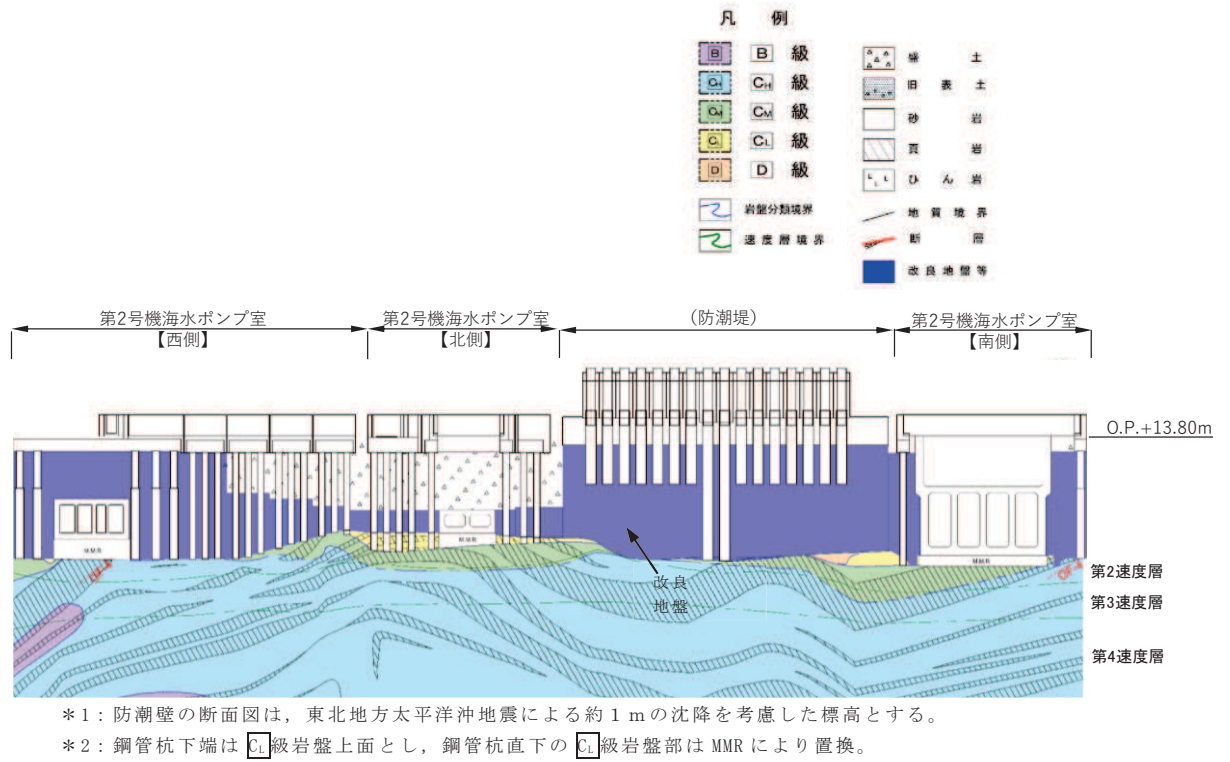 凡 例
B B 級
CH CH 級
CM CM 級
CL CL 級
D D 級
岩盤分類境界
速度層境界
盛土
旧表土
砂岩
頁岩
ひん岩
地質境界
断層
改良地盤等
第2号機海水ポンプ室
【西側】
第2号機海水ポンプ室
【北側】
(防潮堤)
第2号機海水ポンプ室
【南側】
O.P.+13.80m
MMR
MMR
MMR
改良
地盤
第2速度層
第3速度層
第4速度層
*1:防潮壁の断面図は,東北地方太平洋沖地震による約1mの沈降を考慮した標高とする。
*2:鋼管杭下端はCL級岩盤上面とし,鋼管杭直下のCL級岩盤部はMMRにより置換。